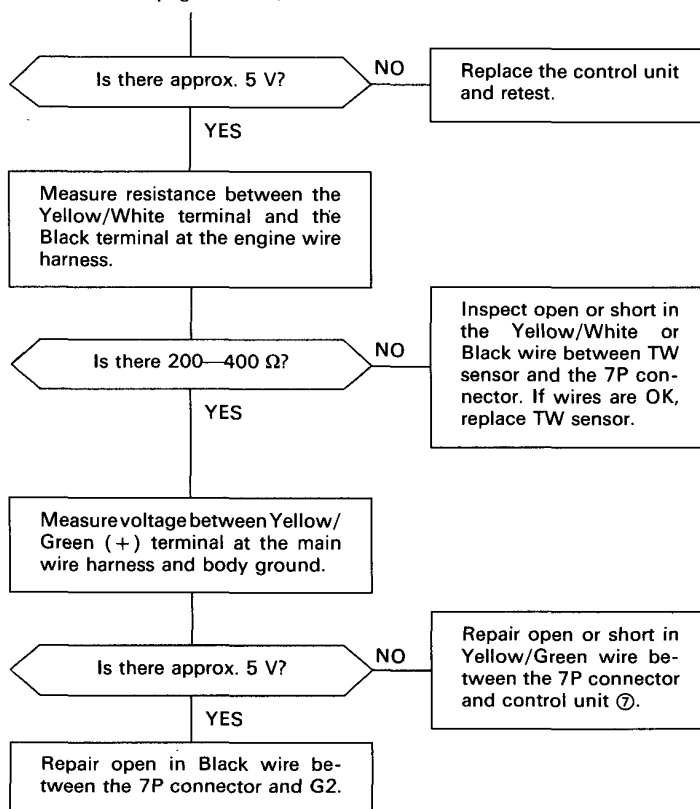 Is there approx. 5 V?
NO
Replace the control unit
and retest.
YES
Measure resistance between the
Yellow/White terminal and the
Black terminal at the engine wire
harness.
Is there 200—400 Ω?
NO
Inspect open or short in
the Yellow/White or
Black wire between TW
sensor and the 7P con-
nector. If wires are OK,
replace TW sensor.
YES
Measure voltage between Yellow/
Green (+) terminal at the main
wire harness and body ground.
Is there approx. 5 V?
NO
Repair open or short in
Yellow/Green wire be-
tween the 7P connector
and control unit ⑦.
YES
Repair open in Black wire be-
tween the 7P connector and G2.